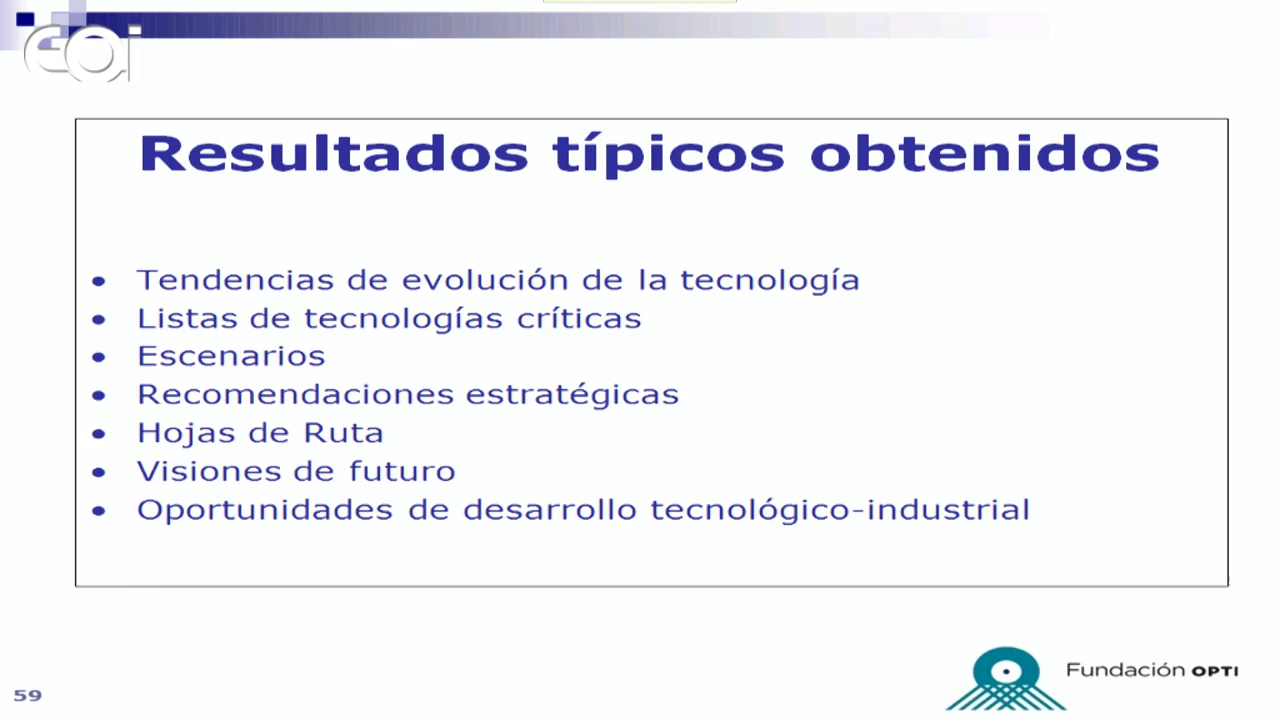 eoi
Resultados típicos obtenidos
• Tendencias de evolución de la tecnología
• Listas de tecnologías críticas
• Escenarios
• Recomendaciones estratégicas
• Hojas de Ruta
• Visiones de futuro
• Oportunidades de desarrollo tecnológico-industrial
Fundación OPTI
59